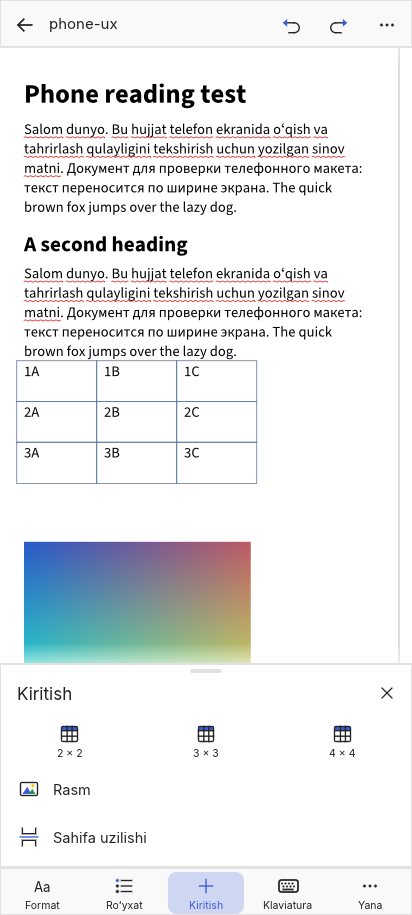 phone-ux
Phone reading test
Salom dunyo. Bu hujjat telefon ekranida oʻqish va
tahrirlash qulayligini tekshirish uchun yozilgan sinov
matni. Документ для проверки телефонного макета:
текст переносится по ширине экрана. The quick
brown fox jumps over the lazy dog.
A second heading
Salom dunyo. Bu hujjat telefon ekranida oʻqish va
tahrirlash qulayligini tekshirish uchun yozilgan sinov
matni. Документ для проверки телефонного макета:
текст переносится по ширине экрана. The quick
brown fox jumps over the lazy dog.
1A 1B 1C
2A 2B 2C
3A 3B 3C
Kiritish
2 × 2 3 × 3 4 × 4
Rasm
Sahifa uzilishi
Aa
Format Roʻyxat Kiritish Klaviatura Yana